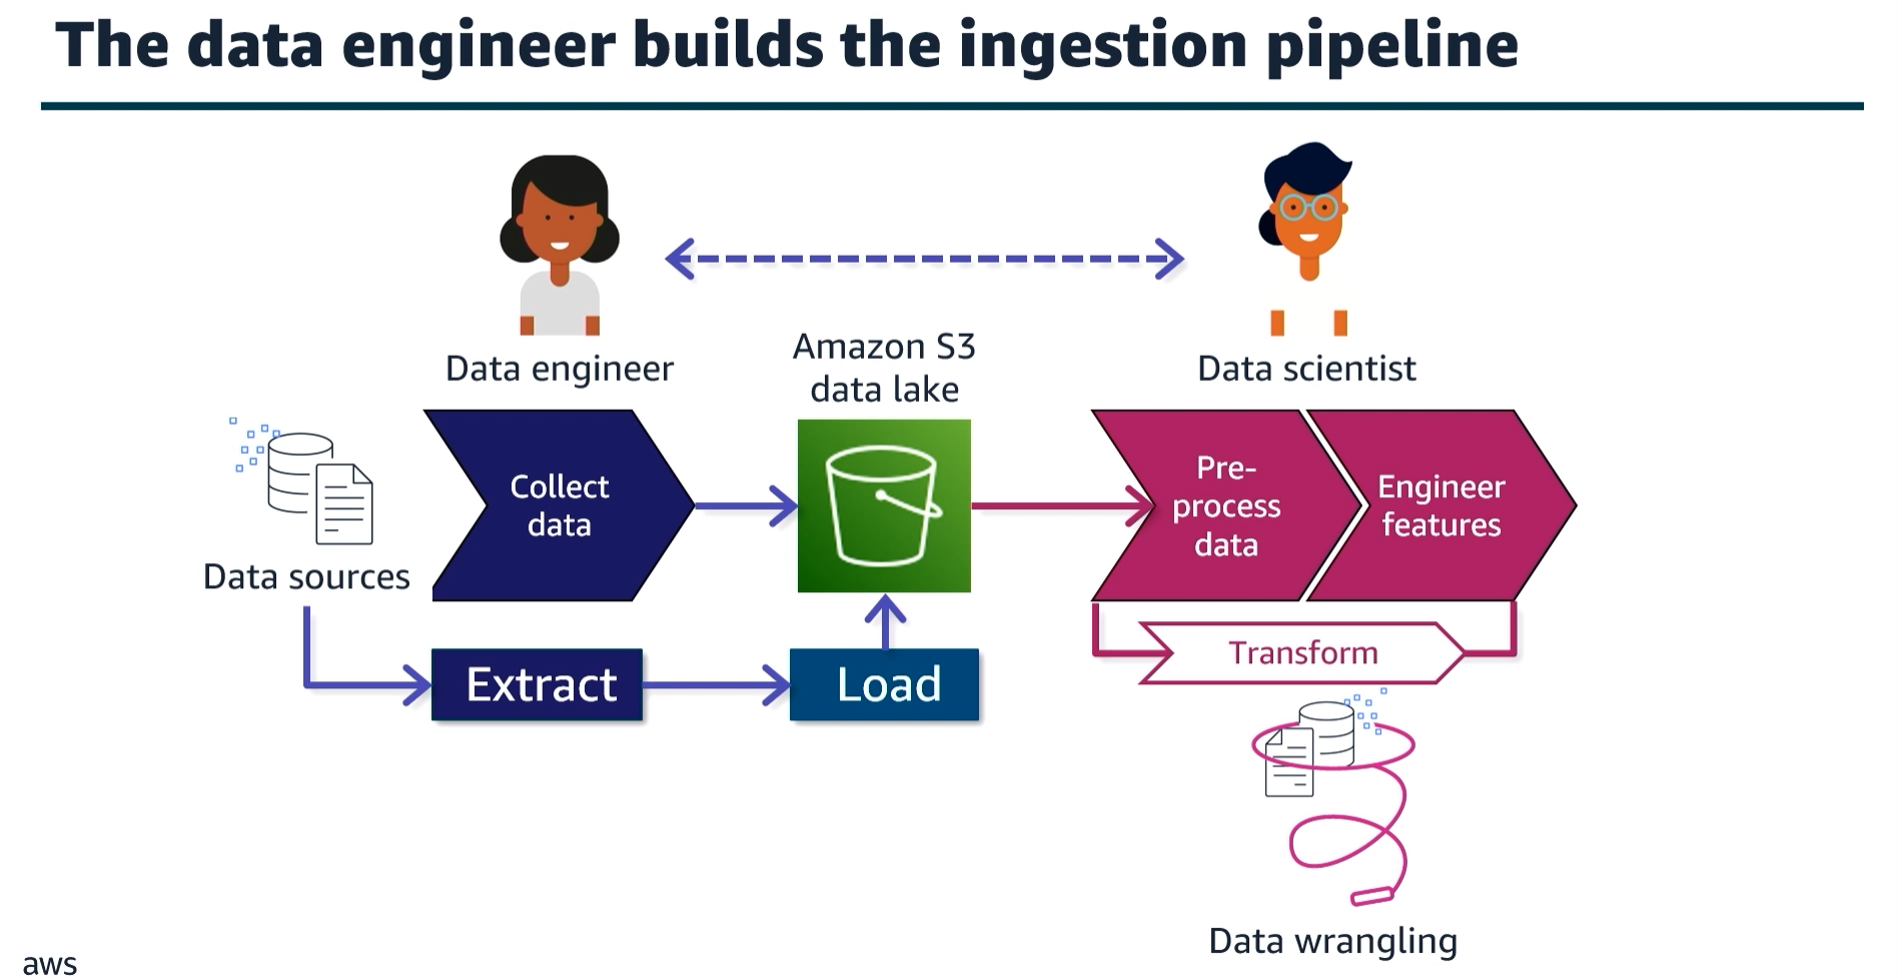 The data engineer builds the ingestion pipeline
Data engineer
Amazon S3
data lake
Data scientist
Data sources
Collect
data
Pre-
process
data
Engineer
features
Extract
Load
Transform
Data wrangling
aws